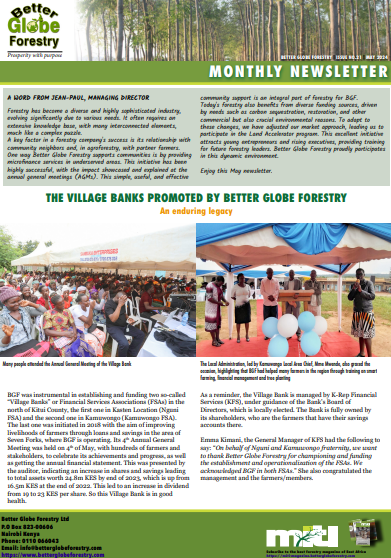 Better
Globe
Forestry
Prosperity with purpose
BETTER GLOBE FORESTRY  ISSUE NO.21  MAY 2024
MONTHLY NEWSLETTER
A WORD FROM JEAN-PAUL, MANAGING DIRECTOR
Forestry has become a diverse and highly sophisticated industry,
evolving significantly due to various needs. It often requires an
extensive knowledge base, with many interconnected elements,
much like a complex puzzle.
A key factor in a forestry company's success is its relationship with
community neighbors and, in agroforestry, with partner farmers.
One way Better Globe Forestry supports communities is by providing
microfinance services in underserved areas. This initiative has been
highly successful, with the impact showcased and explained at the
annual general meetings (AGMs). This simple, useful, and effective
community support is an integral part of forestry for BGF.
Today's forestry also benefits from diverse funding sources, driven
by needs such as carbon sequestration, restoration, and other
commercial but also crucial environmental reasons. To adapt to
these changes, we have adjusted our market approach, leading us to
participate in the Land Accelerator program. This excellent initiative
attracts young entrepreneurs and rising executives, providing training
for future forestry leaders. Better Globe Forestry proudly participates
in this dynamic environment.
Enjoy this May newsletter.
THE VILLAGE BANKS PROMOTED BY BETTER GLOBE FORESTRY
An enduring legacy
Many people attended the Annual General Meeting of the Village Bank
The Local Administration, led by Kamuwongo Local Area Chief, Mme Mwende, also graced the
occasion, highlighting that BGF had helped many farmers in the region through training on smart
farming, financial management and tree planting
BGF was instrumental in establishing and funding two so-called
"Village Banks" or Financial Services Associations (FSAs) in the
north of Kitui County, the first one in Kasten Location (Nguni
FSA) and the second one in Kamuwongo (Kamuwongo FSA).
The last one was initiated in 2018 with the aim of improving
livelihoods of farmers through loans and savings in the area of
Seven Forks, where BGF is operating. Its 4th Annual General
Meeting was held on 4th of May, with hundreds of farmers and
stakeholders, to celebrate its achievements and progress, as well
as getting the annual financial statement. This was presented by
the auditor, indicating an increase in shares and savings leading
to total assets worth 24.8m KES by end of 2023, which is up from
16.5m KES at the end of 2022. This led to an increase in dividend
from 19 to 23 KES per share. So this Village Bank is in good
health.
As a reminder, the Village Bank is managed by K-Rep Financial
Services (KFS), under guidance of the Bank's Board of
Directors, which is locally elected. The Bank is fully owned by
its shareholders, who are the farmers that have their savings
accounts there.
Emma Kimani, the General Manager of KFS had the following to
say: "On behalf of Nguni and Kamuwongo fraternity, we want
to thank Better Globe Forestry for championing and funding
the establishment and operationalisation of the FSAs. We
acknowledged BGF in both FSAs." She also congratulated the
management and the farmers/members.
Better Globe Forestry Ltd
P.O Box 823-00606
Nairobi Kenya
Phone: 0110 066043
Email: info@betterglobeforestry.com
https://www.betterglobeforestry.com
Subscribe to the best forestry magazine of East Africa